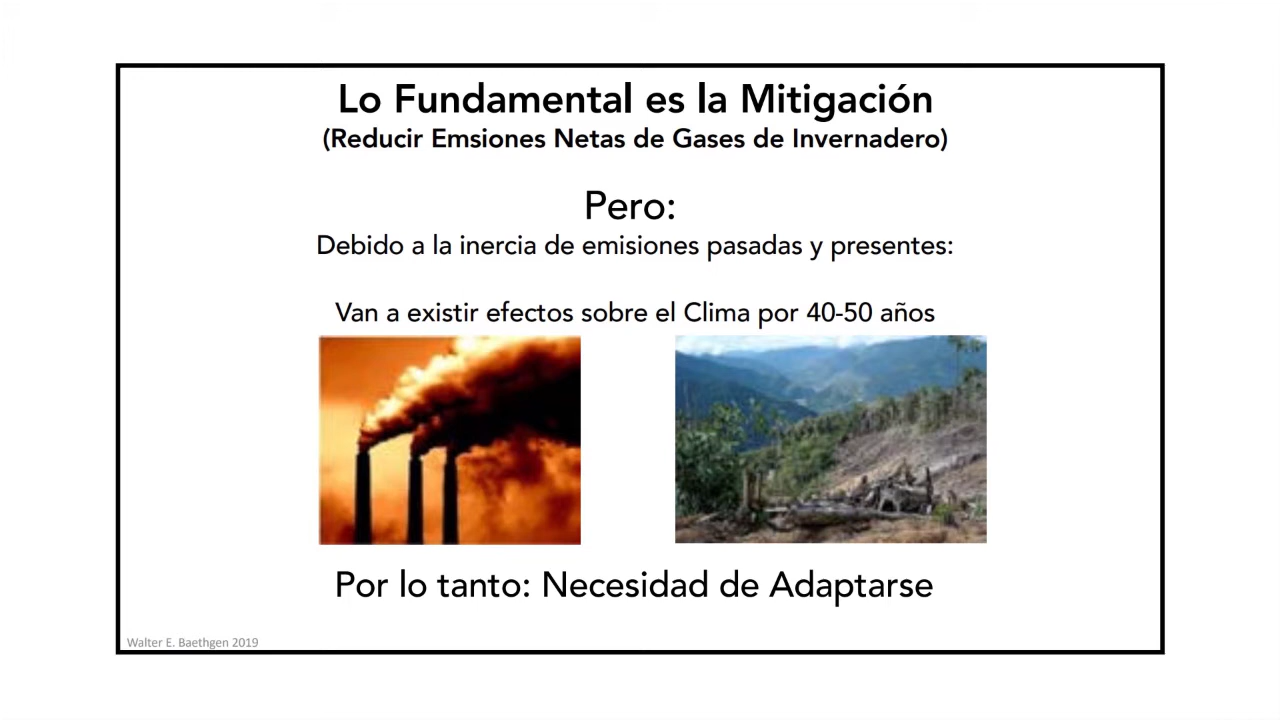 Lo Fundamental es la Mitigación
(Reducir Emsiones Netas de Gases de Invernadero)
Pero:
Debido a la inercia de emisiones pasadas y presentes:
Van a existir efectos sobre el Clima por 40-50 años
Por lo tanto: Necesidad de Adaptarse
Walter E. Baethgen 2019